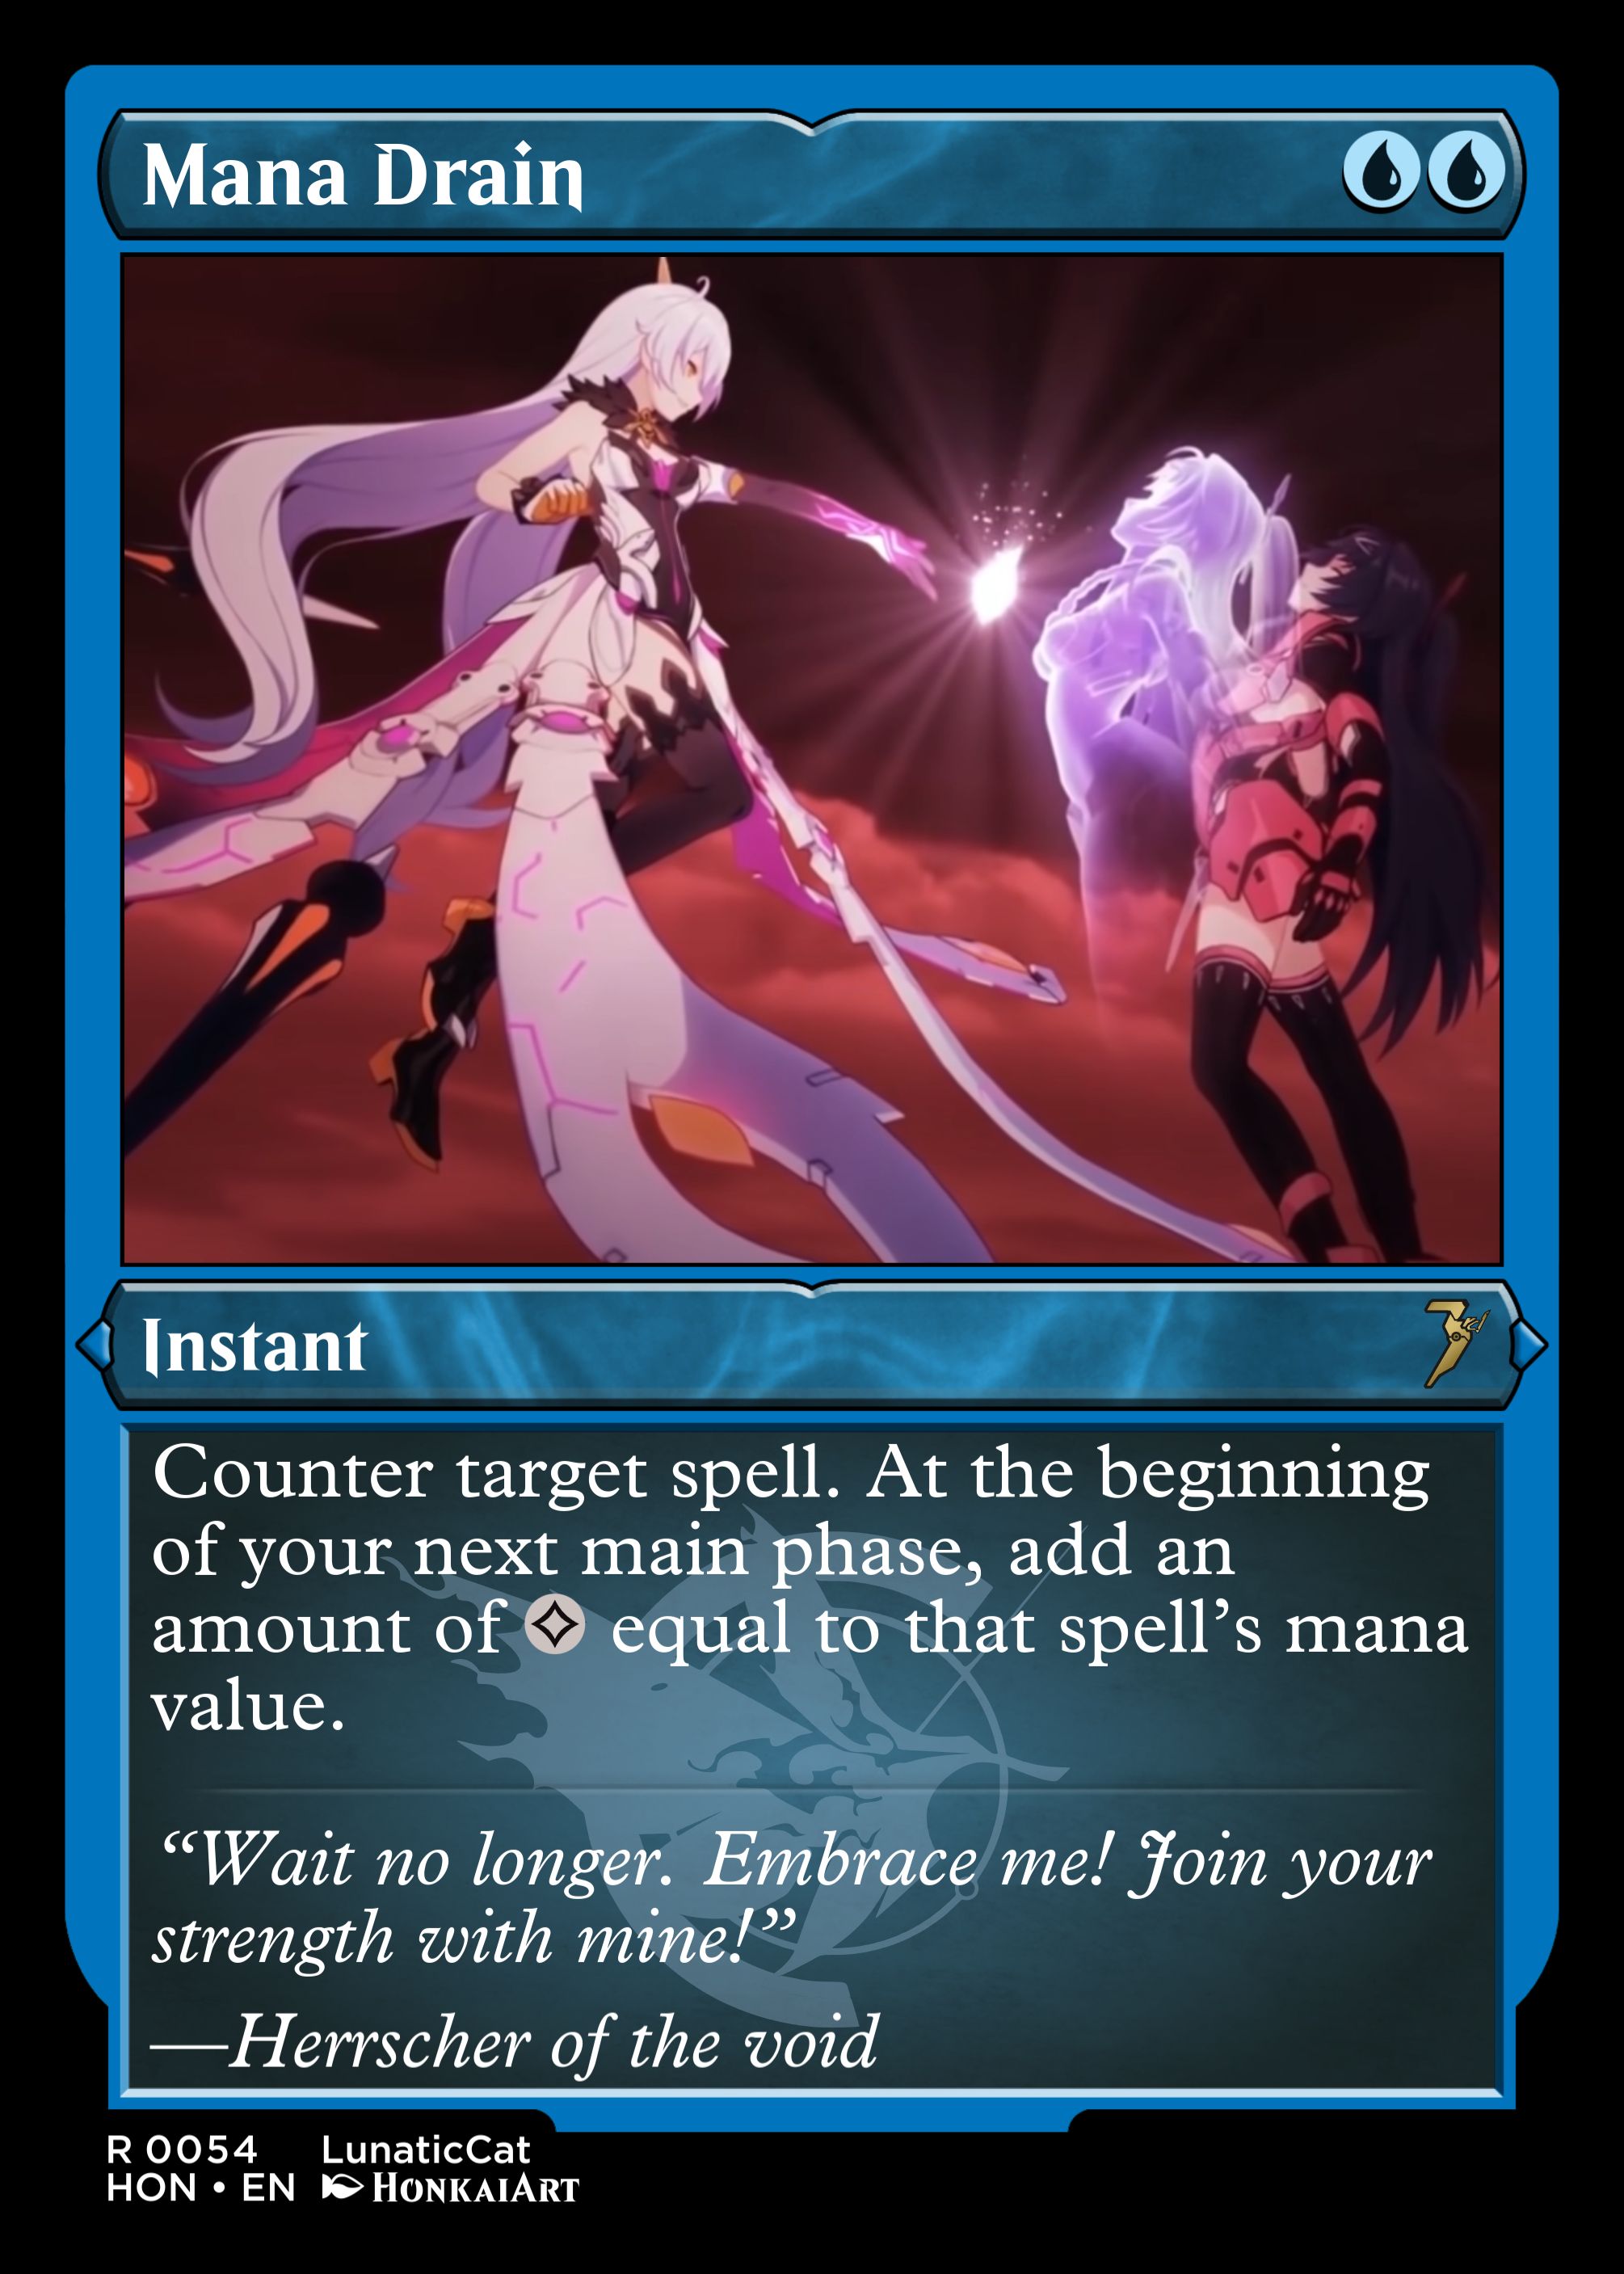 Mana Drain
Instant
Counter target spell. At the beginning
of your next main phase, add an
amount of equal to that spell’s mana
value.
“Wait no longer. Embrace me! Join your
strength with mine!”
—Herrscher of the void
R 0054 LunaticCat
HON • EN HonkaiArt